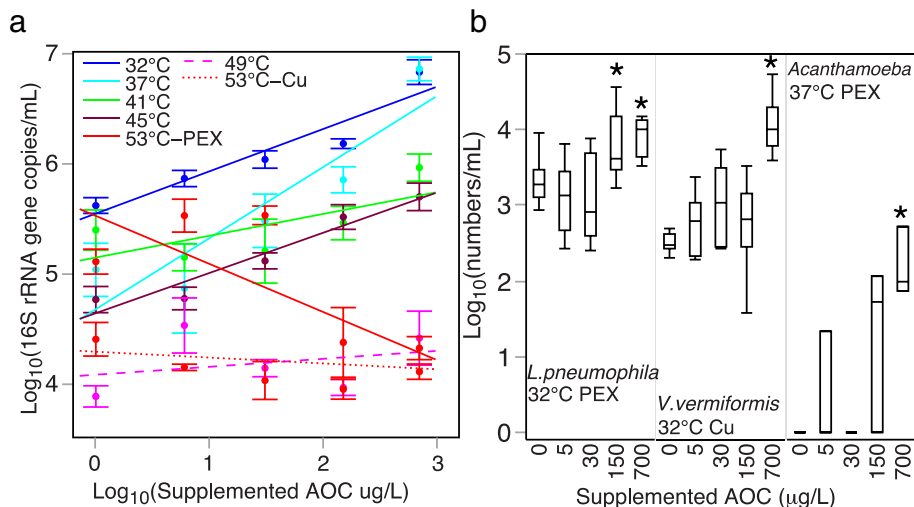 a
b
Log10(16S rRNA gene copies/mL)
7
6
5
4
32°C
37°C
41°C
45°C
53°C–PEX
49°C
53°C–Cu
0
1
2
3
Log10(Supplemented AOC ug/L)
Log10(numbers/mL)
5
4
3
2
1
0
* * * *
Acanthamoeba
37°C PEX
L.pneumophila
32°C PEX
V.vermiformis
32°C Cu
0 5 30 150 700 0 5 30 150 700 0 5 30 150 700
Supplemented AOC (µg/L)